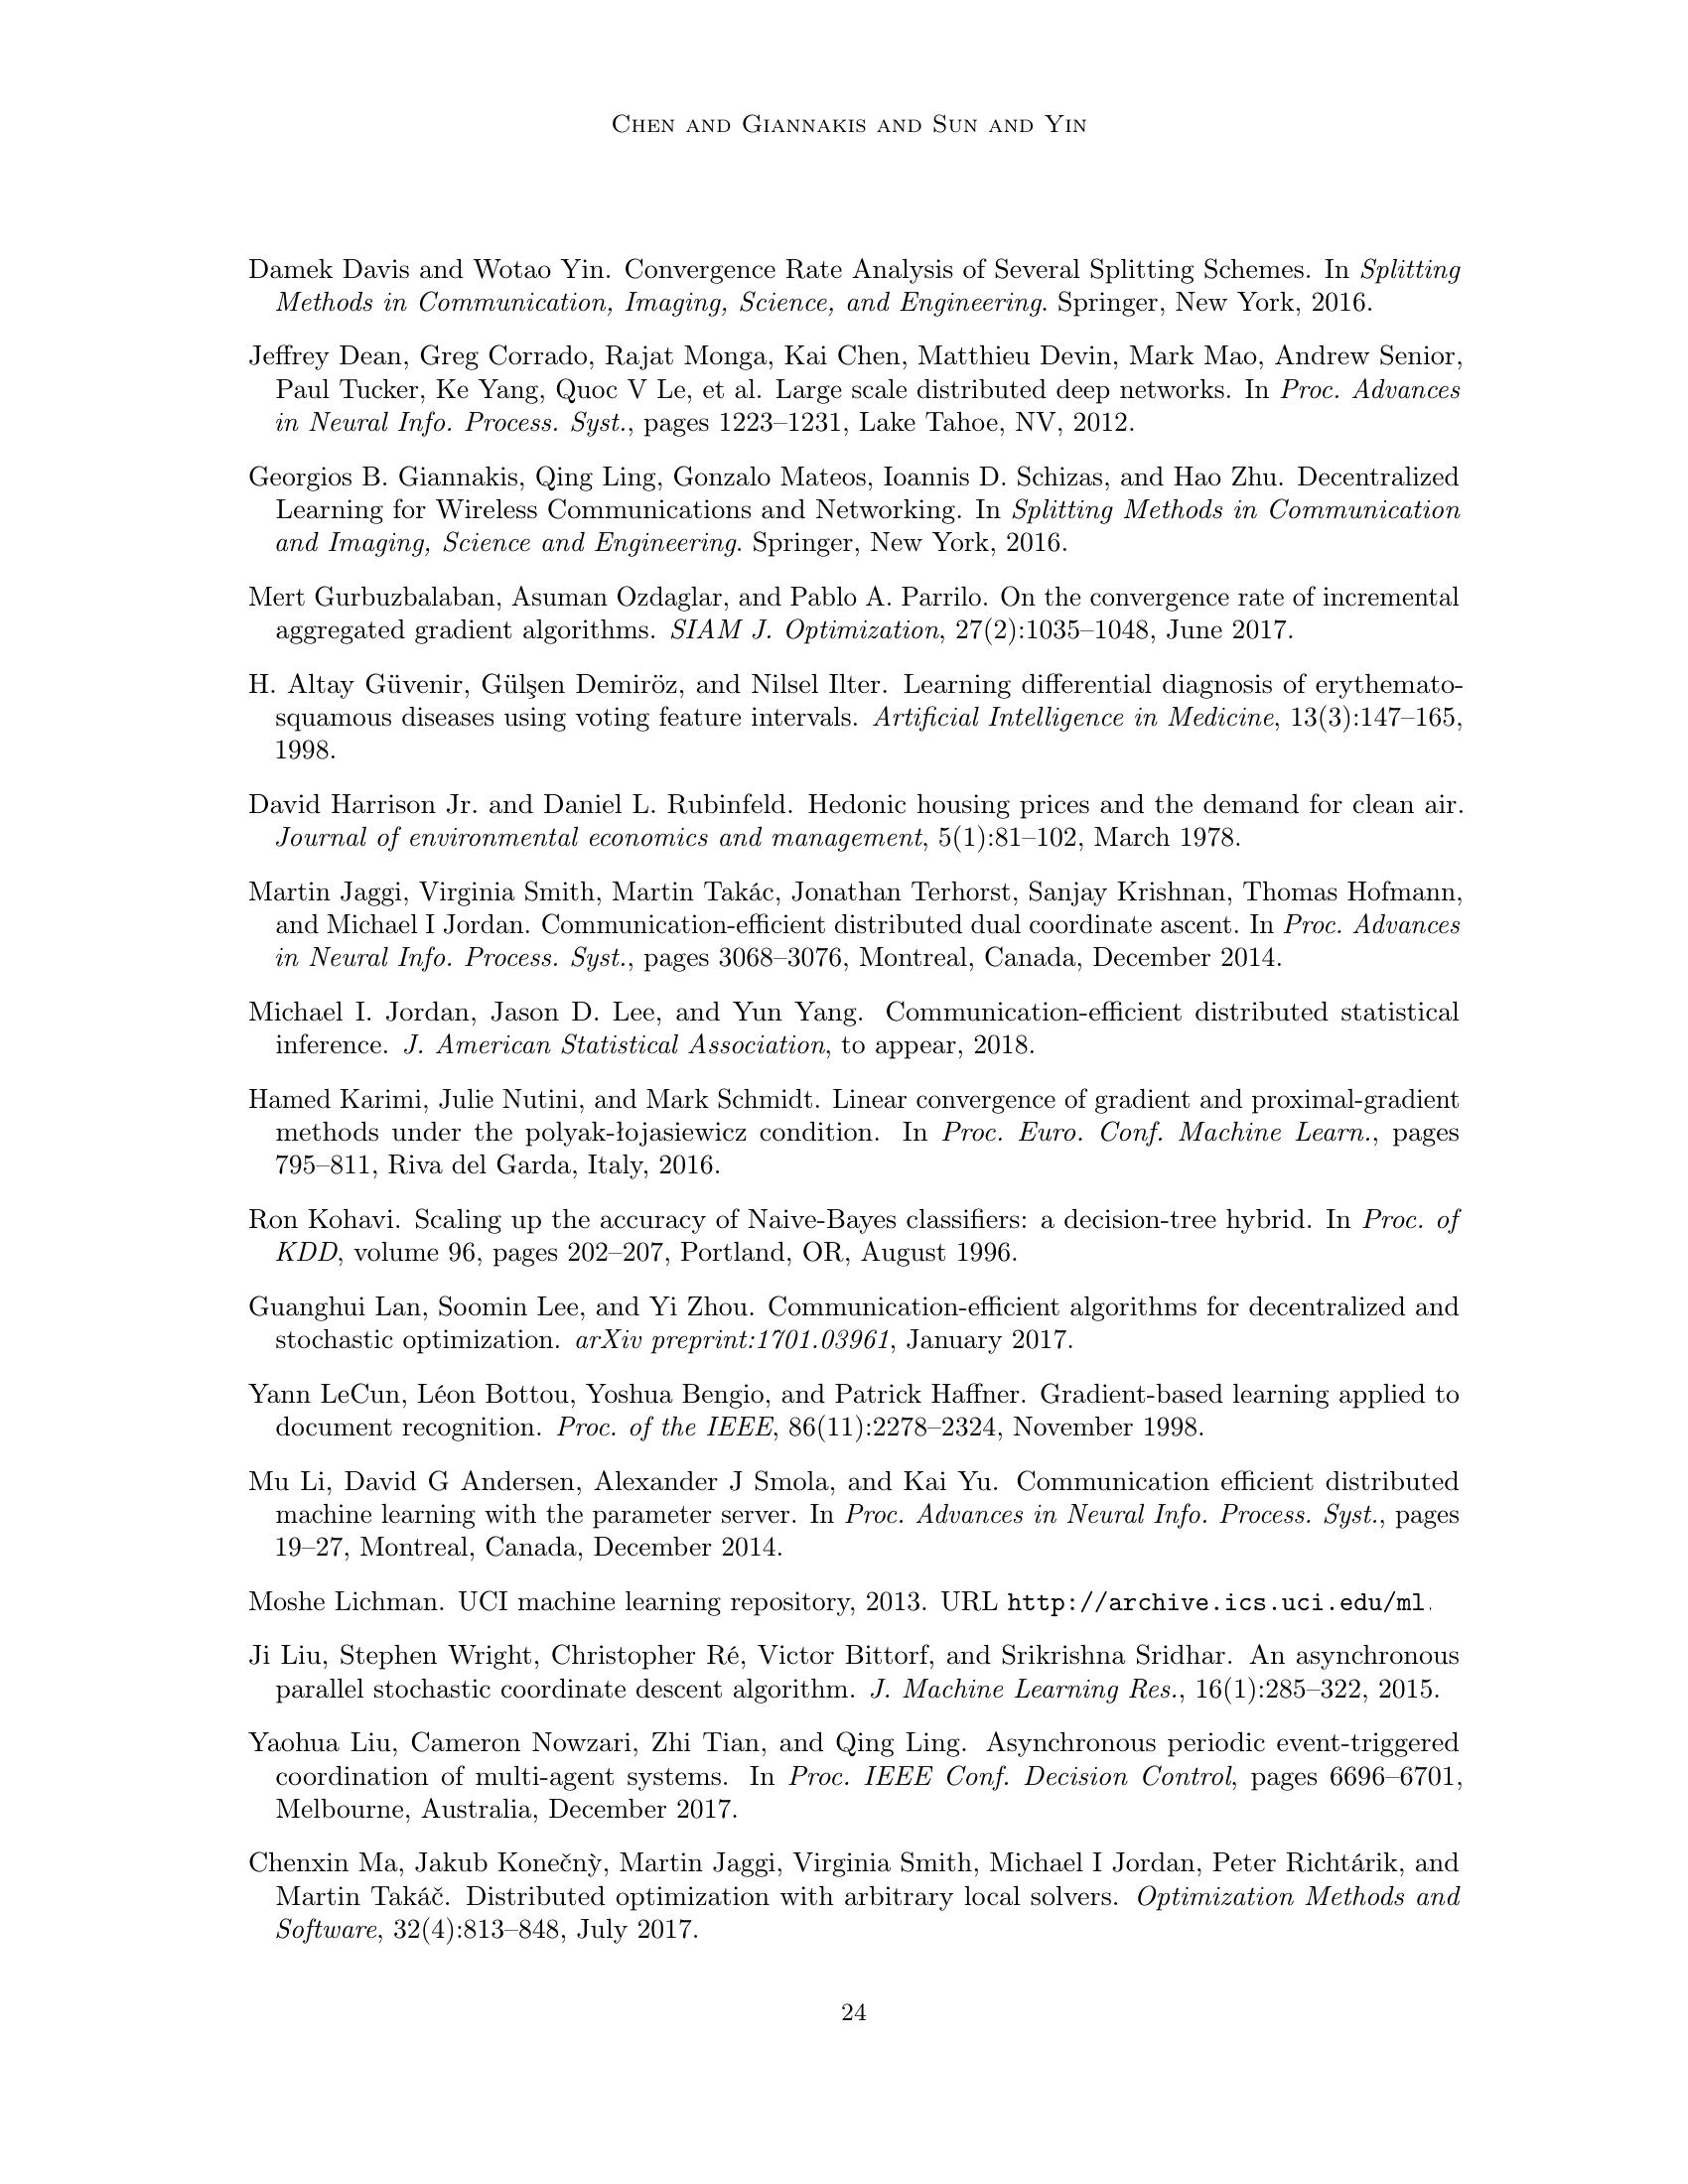 Chen and Giannakis and Sun and Yin
Damek Davis and Wotao Yin. Convergence Rate Analysis of Several Splitting Schemes. In Splitting
Methods in Communication, Imaging, Science, and Engineering. Springer, New York, 2016.
Jeffrey Dean, Greg Corrado, Rajat Monga, Kai Chen, Matthieu Devin, Mark Mao, Andrew Senior,
Paul Tucker, Ke Yang, Quoc V Le, et al. Large scale distributed deep networks. In Proc. Advances
in Neural Info. Process. Syst., pages 1223–1231, Lake Tahoe, NV, 2012.
Georgios B. Giannakis, Qing Ling, Gonzalo Mateos, Ioannis D. Schizas, and Hao Zhu. Decentralized
Learning for Wireless Communications and Networking. In Splitting Methods in Communication
and Imaging, Science and Engineering. Springer, New York, 2016.
Mert Gurbuzbalaban, Asuman Ozdaglar, and Pablo A. Parrilo. On the convergence rate of incremental
aggregated gradient algorithms. SIAM J. Optimization, 27(2):1035–1048, June 2017.
H. Altay Güvenir, Gülşen Demiröz, and Nilsel Ilter. Learning differential diagnosis of erythemato-
squamous diseases using voting feature intervals. Artificial Intelligence in Medicine, 13(3):147–165,
1998.
David Harrison Jr. and Daniel L. Rubinfeld. Hedonic housing prices and the demand for clean air.
Journal of environmental economics and management, 5(1):81–102, March 1978.
Martin Jaggi, Virginia Smith, Martin Takác, Jonathan Terhorst, Sanjay Krishnan, Thomas Hofmann,
and Michael I Jordan. Communication-efficient distributed dual coordinate ascent. In Proc. Advances
in Neural Info. Process. Syst., pages 3068–3076, Montreal, Canada, December 2014.
Michael I. Jordan, Jason D. Lee, and Yun Yang. Communication-efficient distributed statistical
inference. J. American Statistical Association, to appear, 2018.
Hamed Karimi, Julie Nutini, and Mark Schmidt. Linear convergence of gradient and proximal-gradient
methods under the polyak-łojasiewicz condition. In Proc. Euro. Conf. Machine Learn., pages
795–811, Riva del Garda, Italy, 2016.
Ron Kohavi. Scaling up the accuracy of Naive-Bayes classifiers: a decision-tree hybrid. In Proc. of
KDD, volume 96, pages 202–207, Portland, OR, August 1996.
Guanghui Lan, Soomin Lee, and Yi Zhou. Communication-efficient algorithms for decentralized and
stochastic optimization. arXiv preprint:1701.03961, January 2017.
Yann LeCun, Léon Bottou, Yoshua Bengio, and Patrick Haffner. Gradient-based learning applied to
document recognition. Proc. of the IEEE, 86(11):2278–2324, November 1998.
Mu Li, David G Andersen, Alexander J Smola, and Kai Yu. Communication efficient distributed
machine learning with the parameter server. In Proc. Advances in Neural Info. Process. Syst., pages
19–27, Montreal, Canada, December 2014.
Moshe Lichman. UCI machine learning repository, 2013. URL http://archive.ics.uci.edu/ml.
Ji Liu, Stephen Wright, Christopher Ré, Victor Bittorf, and Srikrishna Sridhar. An asynchronous
parallel stochastic coordinate descent algorithm. J. Machine Learning Res., 16(1):285–322, 2015.
Yaohua Liu, Cameron Nowzari, Zhi Tian, and Qing Ling. Asynchronous periodic event-triggered
coordination of multi-agent systems. In Proc. IEEE Conf. Decision Control, pages 6696–6701,
Melbourne, Australia, December 2017.
Chenxin Ma, Jakub Konečnỳ, Martin Jaggi, Virginia Smith, Michael I Jordan, Peter Richtárik, and
Martin Takáč. Distributed optimization with arbitrary local solvers. Optimization Methods and
Software, 32(4):813–848, July 2017.
24